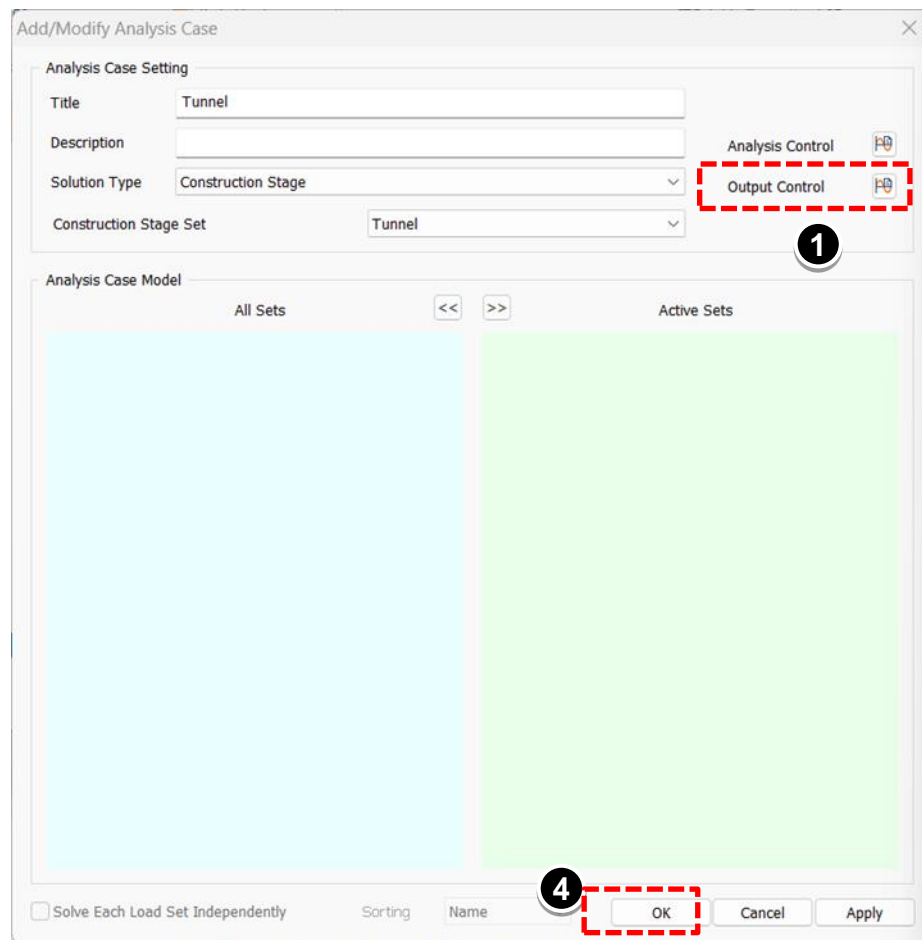 Add/Modify Analysis Case
Analysis Case Setting
Title Tunnel
Description
Analysis Control
Solution Type Construction Stage
Output Control
Construction Stage Set Tunnel
1
Analysis Case Model
All Sets << >> Active Sets
4
Solve Each Load Set Independently Sorting Name OK Cancel Apply